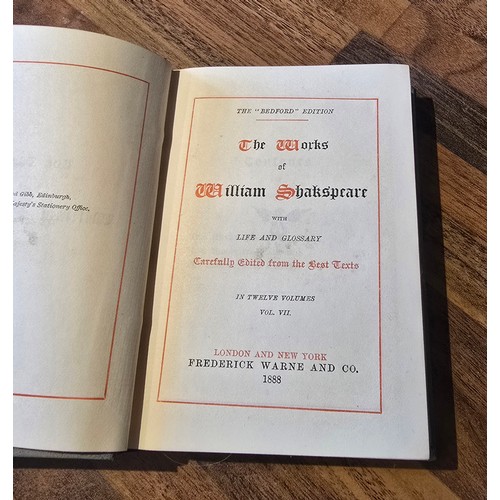 Gibb, Edinburgh,
Stationery Office.
THE "BEDFORD" EDITION
The Works
of
William Shakspeare
WITH
LIFE AND GLOSSARY
Carefully Edited from the Best Texts
IN TWELVE VOLUMES
VOL. VII.
LONDON AND NEW YORK
FREDERICK WARNE AND CO.
1888